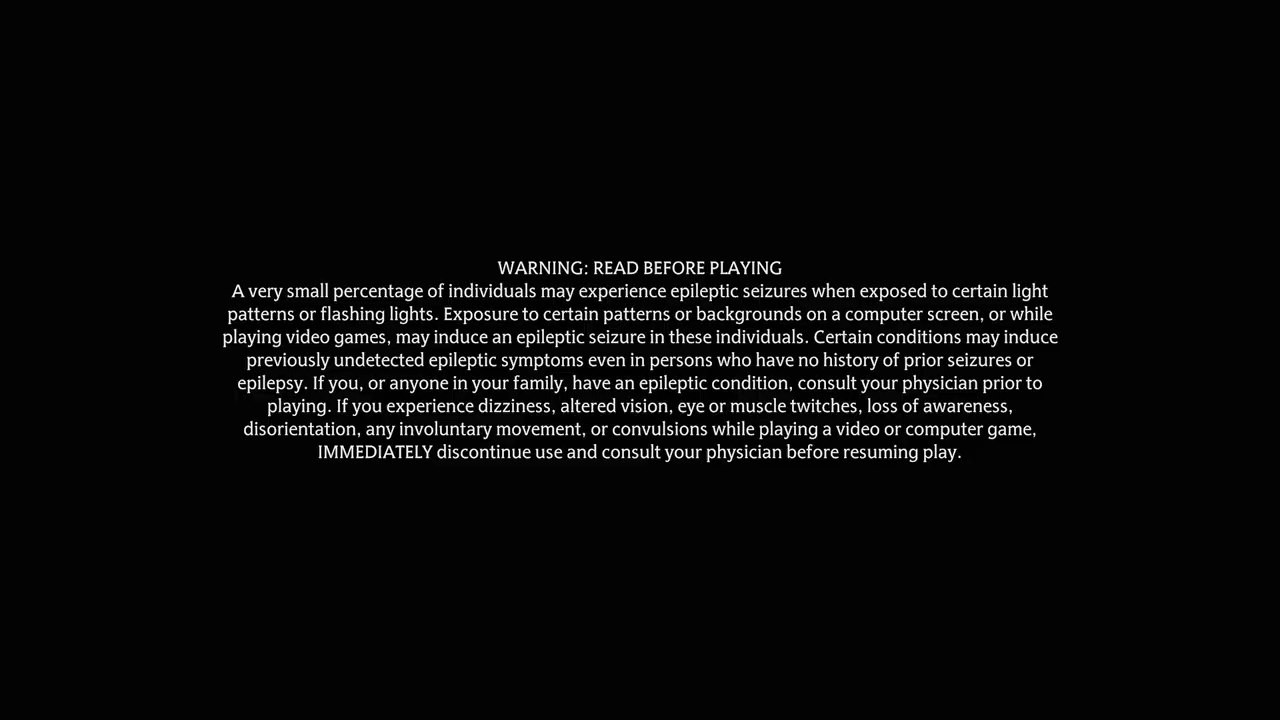 WARNING: READ BEFORE PLAYING
A very small percentage of individuals may experience epileptic seizures when exposed to certain light
patterns or flashing lights. Exposure to certain patterns or backgrounds on a computer screen, or while
playing video games, may induce an epileptic seizure in these individuals. Certain conditions may induce
previously undetected epileptic symptoms even in persons who have no history of prior seizures or
epilepsy. If you, or anyone in your family, have an epileptic condition, consult your physician prior to
playing. If you experience dizziness, altered vision, eye or muscle twitches, loss of awareness,
disorientation, any involuntary movement, or convulsions while playing a video or computer game,
IMMEDIATELY discontinue use and consult your physician before resuming play.